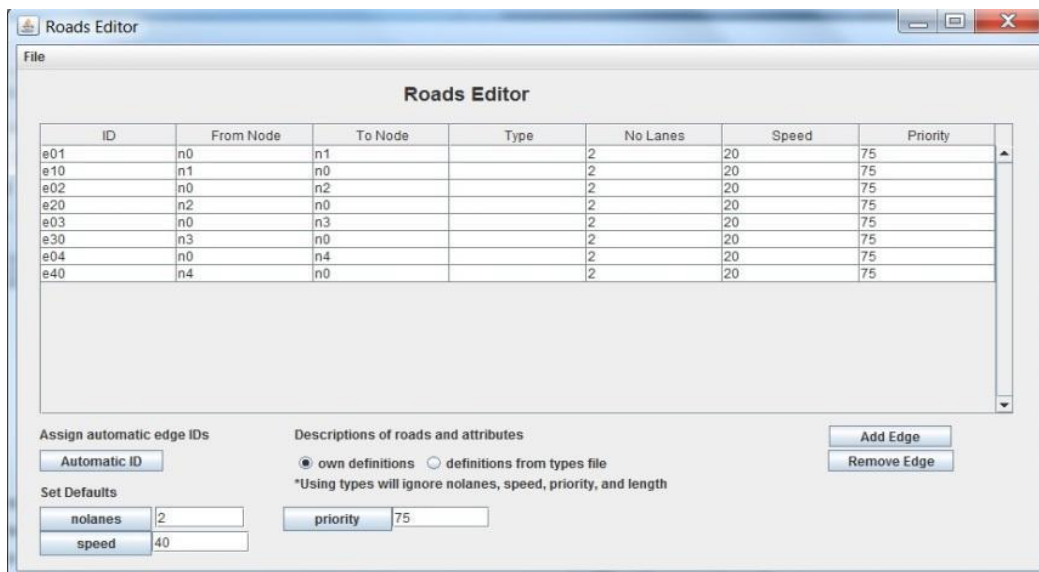 Roads Editor
File
Roads Editor
ID From Node To Node Type No Lanes Speed Priority
e01 n0 n1 2 20 75
e10 n1 n0 2 20 75
e02 n0 n2 2 20 75
e20 n2 n0 2 20 75
e03 n0 n3 2 20 75
e30 n3 n0 2 20 75
e04 n0 n4 2 20 75
e40 n4 n0 2 20 75
Assign automatic edge IDs Descriptions of roads and attributes Add Edge
Automatic ID own definitions definitions from types file Remove Edge
*Using types will ignore nolanes, speed, priority, and length
Set Defaults
nolanes 2 priority 75
speed 40